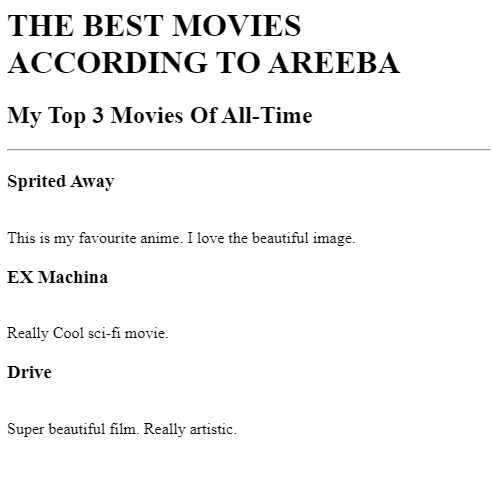 THE BEST MOVIES
ACCORDING TO AREEBA
My Top 3 Movies Of All-Time
Sprited Away
This is my favourite anime. I love the beautiful image.
EX Machina
Really Cool sci-fi movie.
Drive
Super beautiful film. Really artistic.